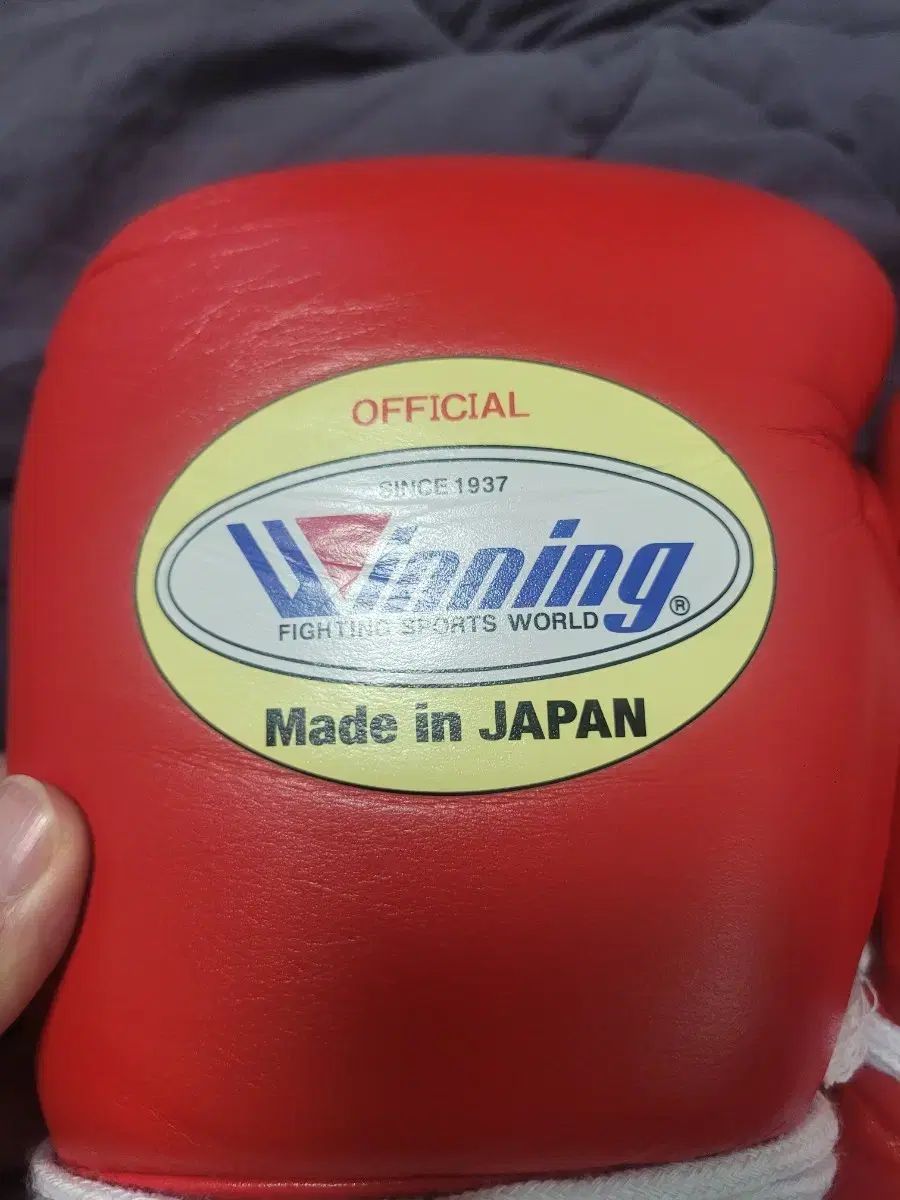 OFFICIAL
SINCE 1937
Winning
FIGHTING SPORTS WORLD ®
Made in JAPAN